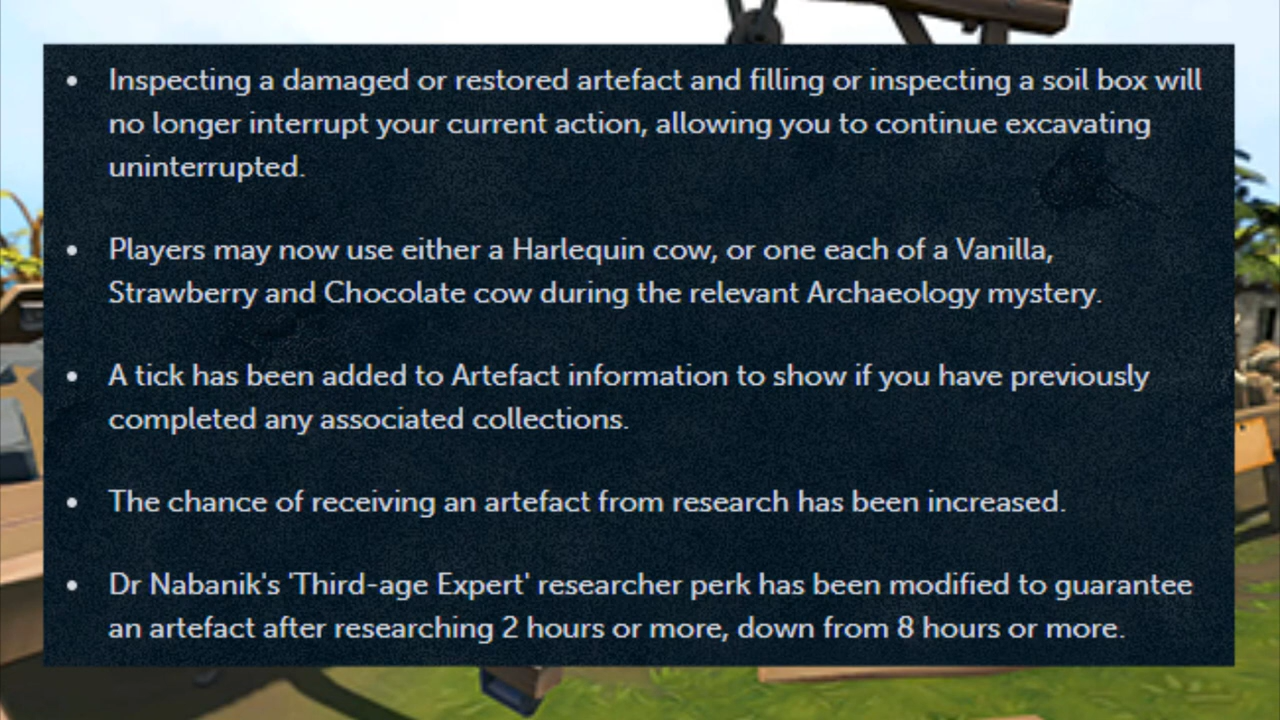 • Inspecting a damaged or restored artefact and filling or inspecting a soil box will
no longer interrupt your current action, allowing you to continue excavating
uninterrupted.
• Players may now use either a Harlequin cow, or one each of a Vanilla,
Strawberry and Chocolate cow during the relevant Archaeology mystery.
• A tick has been added to Artefact information to show if you have previously
completed any associated collections.
• The chance of receiving an artefact from research has been increased.
• Dr Nabanik's 'Third-age Expert' researcher perk has been modified to guarantee
an artefact after researching 2 hours or more, down from 8 hours or more.